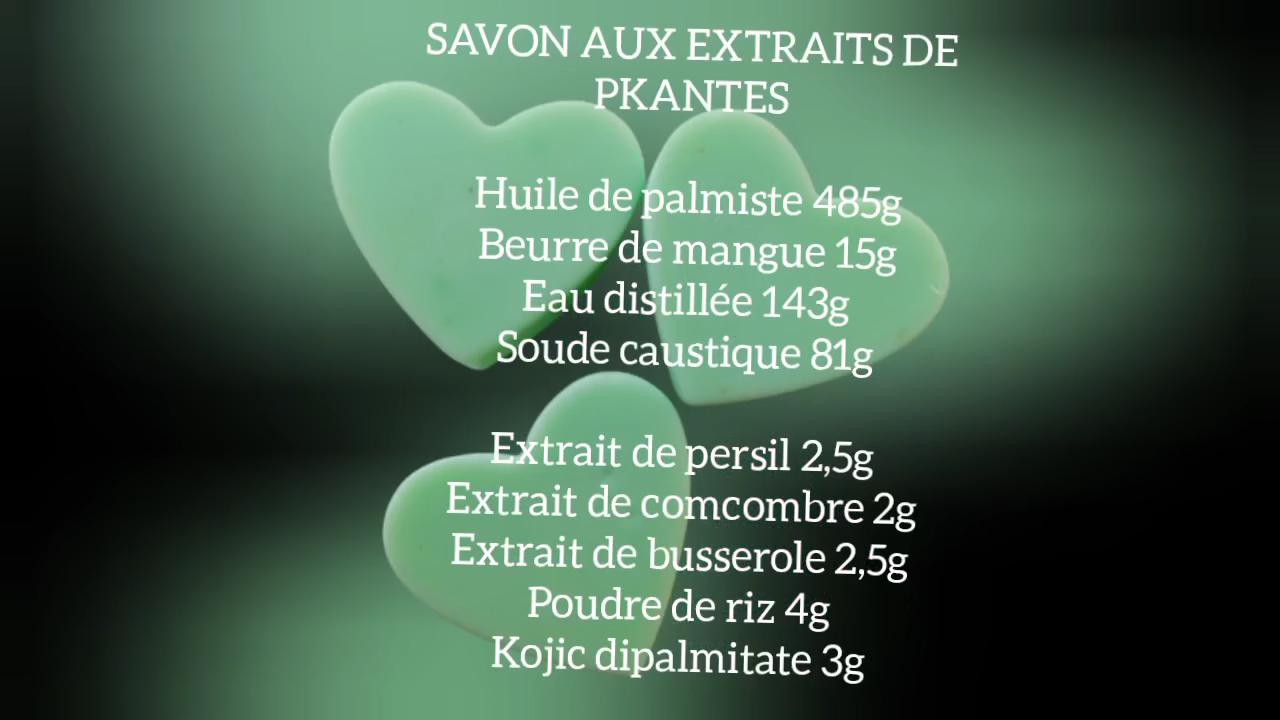 SAVON AUX EXTRAITS DE
PKANTES
Huile de palmiste 485g
Beurre de mangue 15g
Eau distillée 143g
Soude caustique 81g
Extrait de persil 2,5g
Extrait de comcombre 2g
Extrait de busserole 2,5g
Poudre de riz 4g
Kojic dipalmitate 3g